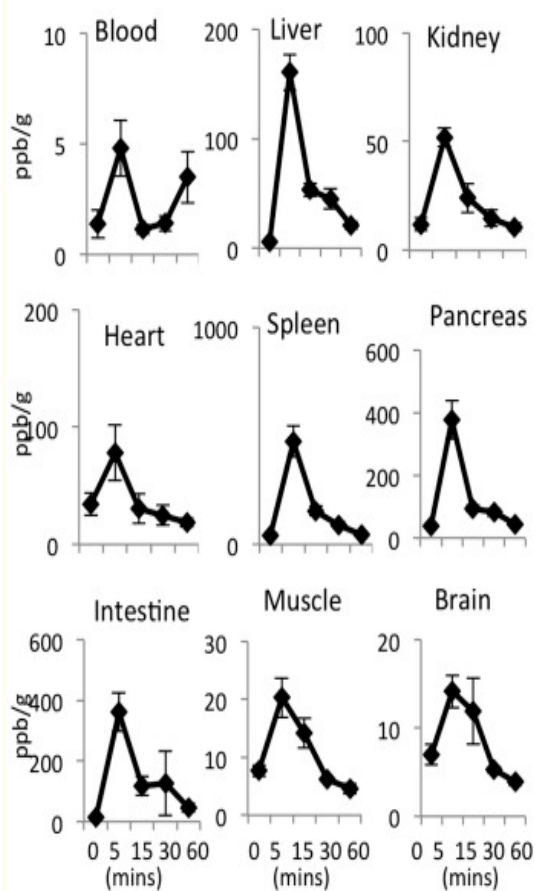 Blood
Liver
Kidney
ppb/g
10
5
0
200
100
0
100
50
0
Heart
Spleen
Pancreas
ppb/g
200
100
0
1000
0
600
400
200
0
Intestine
Muscle
Brain
ppb/g
600
400
200
0
30
20
10
0
20
10
0
0 5 15 30 60
(mins)
0 5 15 30 60
(mins)
0 5 15 30 60
(mins)